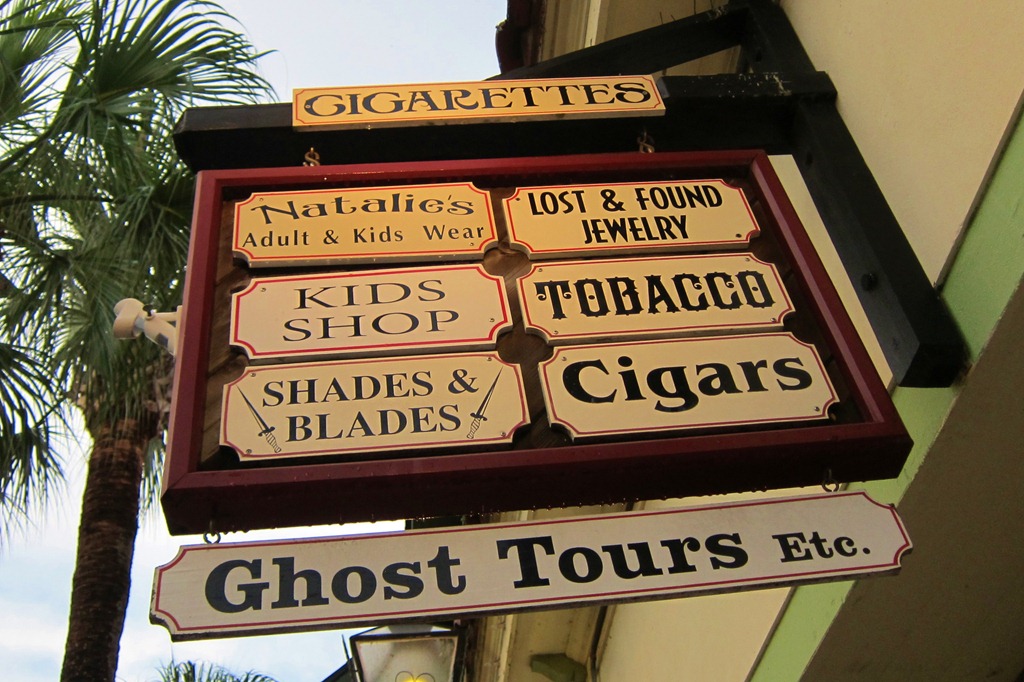 CIGARETTES
Natalie's
Adult & Kids Wear
LOST & FOUND
JEWELRY
KIDS
SHOP
TOBACCO
SHADES &
BLADES
Cigars
Ghost Tours Etc.